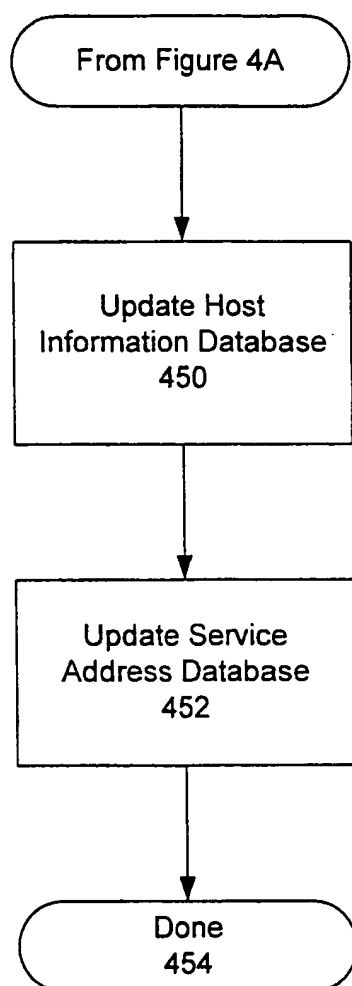 From Figure 4A
Update Host
Information Database
450
Update Service
Address Database
452
Done
454